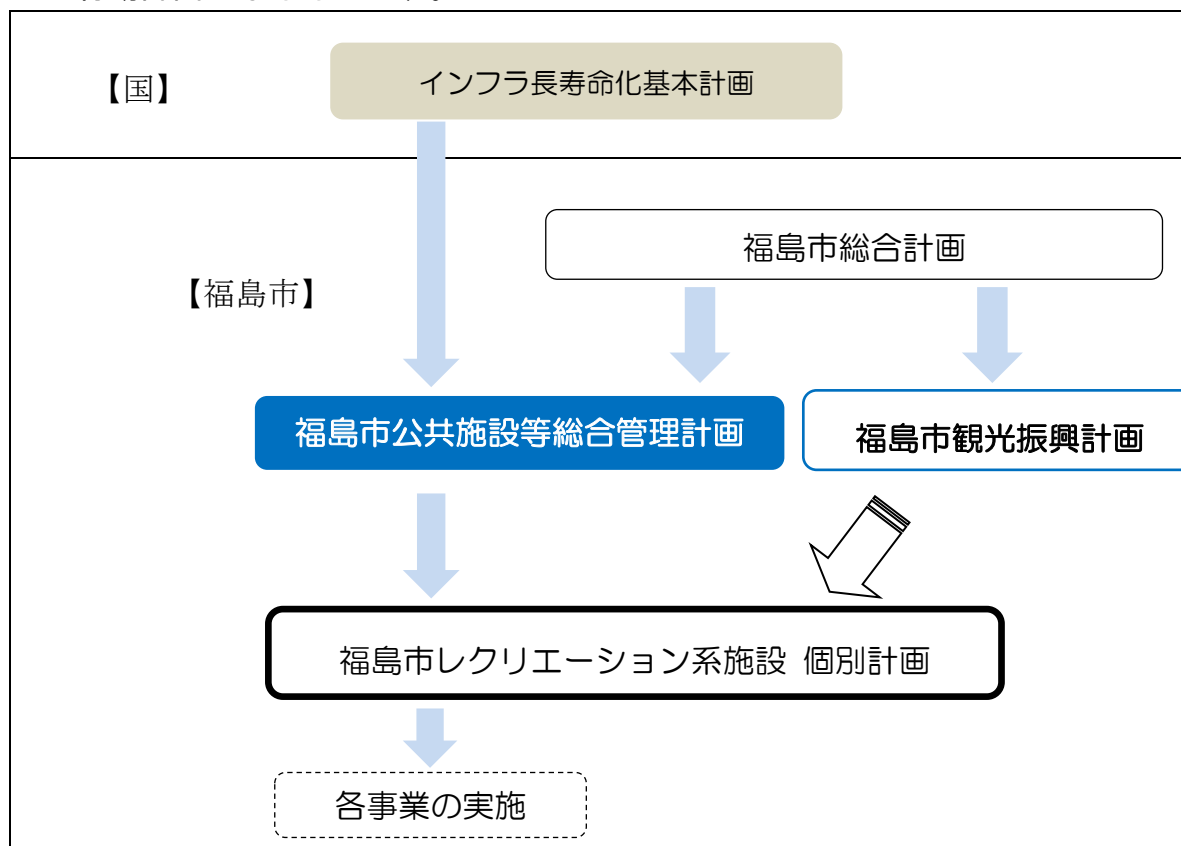 【国】
インフラ長寿命化基本計画
福島市総合計画
【福島市】
福島市公共施設等総合管理計画
福島市観光振興計画
福島市レクリエーション系施設 個別計画
各事業の実施